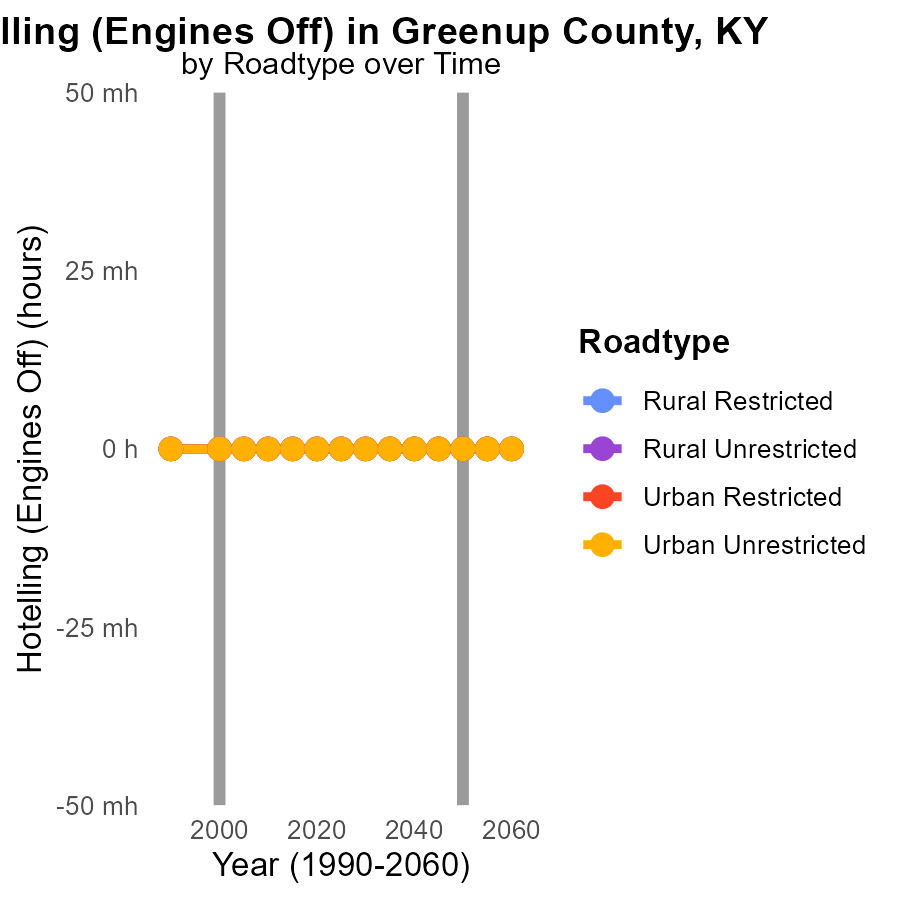 lling (Engines Off) in Greenup County, KY
by Roadtype over Time
Hotelling (Engines Off) (hours)
50 mh
25 mh
0 h
-25 mh
-50 mh
2000 2020 2040 2060
Year (1990-2060)
Roadtype
Rural Restricted
Rural Unrestricted
Urban Restricted
Urban Unrestricted